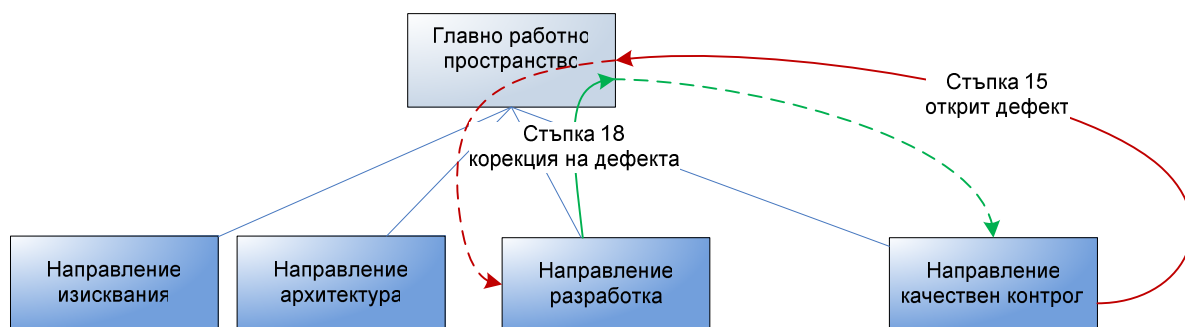 Главно работно
пространство
Стъпка 15
открит дефект
Стъпка 18
корекция на дефекта
Направление
изисквания
Направление
архитектура
Направление
разработка
Направление
качествен контрол